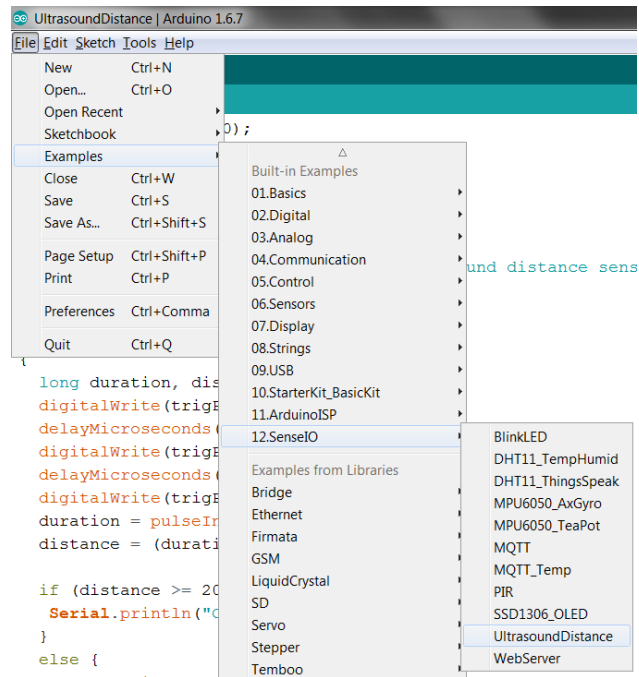 UltrasoundDistance | Arduino 1.6.7
File Edit Sketch Tools Help
New Ctrl+N
Open... Ctrl+O
Open Recent
Sketchbook
Examples
Close Ctrl+W
Save Ctrl+S
Save As... Ctrl+Shift+S
Page Setup Ctrl+Shift+P
Print Ctrl+P
Preferences Ctrl+Comma
Quit Ctrl+Q
Built-in Examples
01.Basics
02.Digital
03.Analog
04.Communication
05.Control
06.Sensors
07.Display
08.Strings
09.USB
10.StarterKit_BasicKit
11.ArduinoISP
12.SenseIO
Examples from Libraries
Bridge
Ethernet
Firmata
GSM
LiquidCrystal
SD
Servo
Stepper
Temboo
BlinkLED
DHT11_TempHumid
DHT11_ThingsSpeak
MPU6050_AxGyro
MPU6050_TeaPot
MQTT
MQTT_Temp
PIR
SSD1306_OLED
UltrasoundDistance
WebServer
);
und distance sens
{
long duration, dis
digitalWrite(trig
delayMicroseconds(
digitalWrite(trig
delayMicroseconds(
digitalWrite(trig
duration = pulseIn
distance = (durati
if (distance >= 20
Serial.println("
}
else {